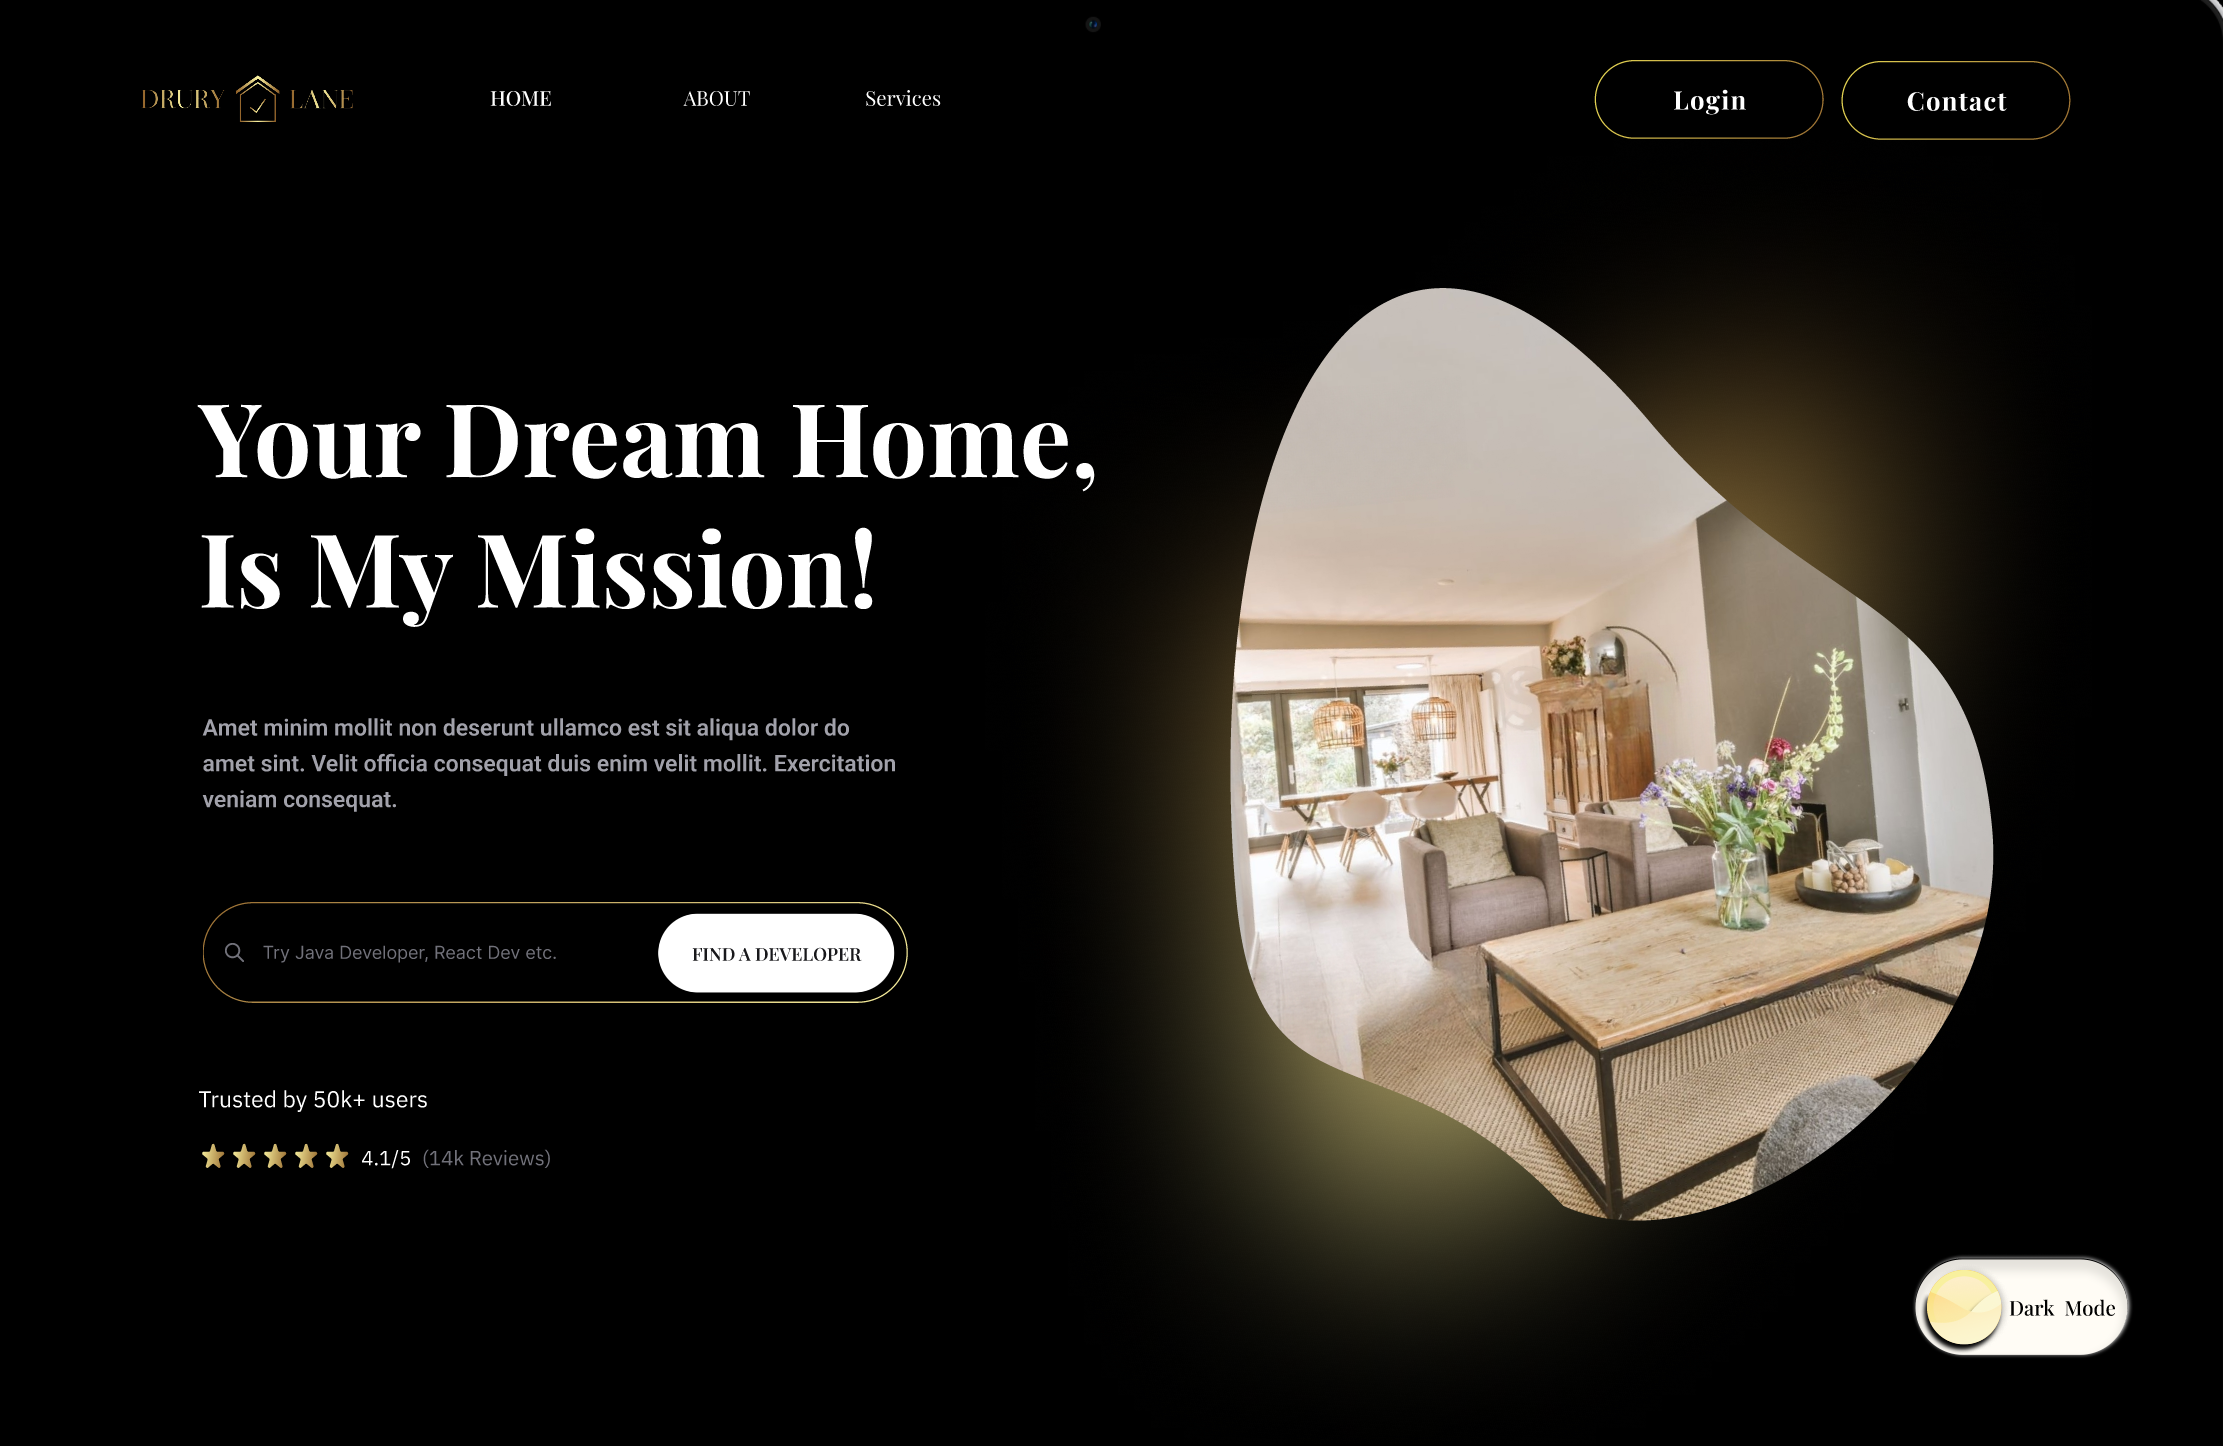 DRURY LANE
HOME
ABOUT
Services
Login
Contact
Your Dream Home,
Is My Mission!
Amet minim mollit non deserunt ullamco est sit aliqua dolor do
amet sint. Velit officia consequat duis enim velit mollit. Exercitation
veniam consequat.
Try Java Developer, React Dev etc.
FIND A DEVELOPER
Trusted by 50k+ users
4.1/5 (14k Reviews)
Dark Mode